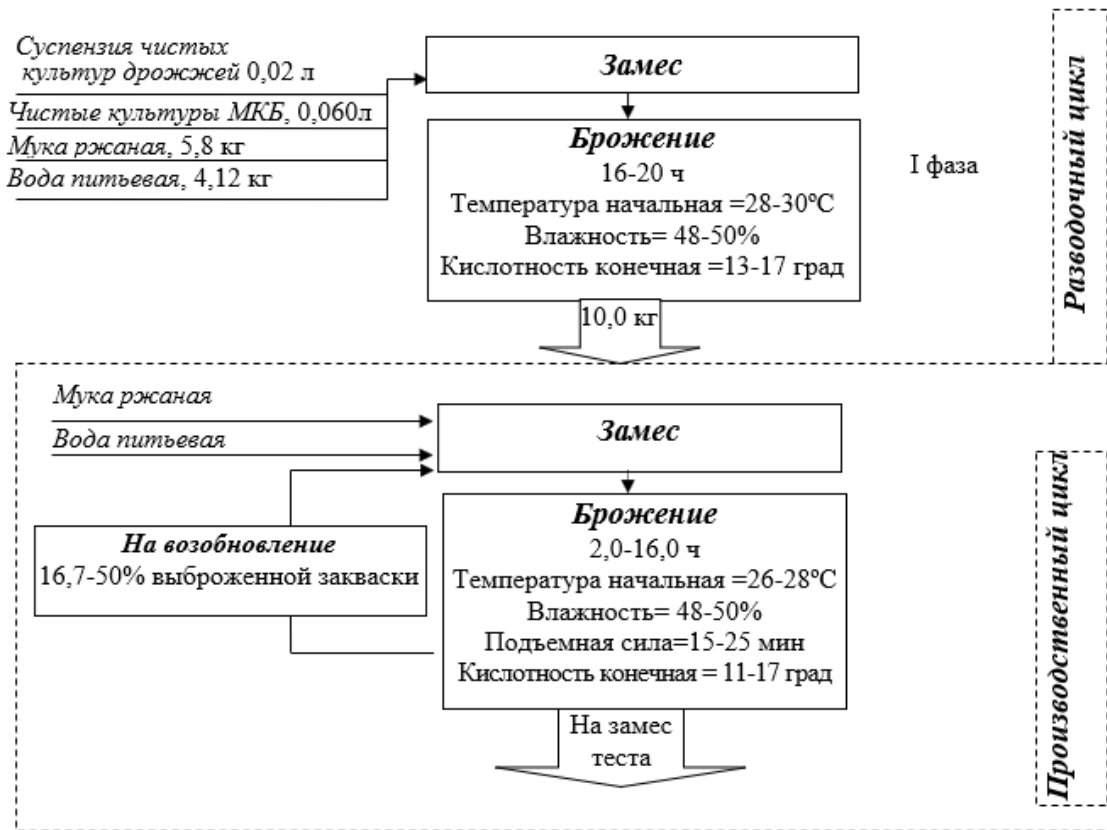 Суспензия чистых
культур дрожжей 0,02 л
Чистые культуры МКБ, 0,060л
Мука ржаная, 5,8 кг
Вода питьевая, 4,12 кг
Замес
Брожение
16-20 ч
Температура начальная =28-30ºС
Влажность= 48-50%
Кислотность конечная =13-17 град
I фаза
Разводочный цикл
10,0 кг
Мука ржаная
Вода питьевая
Замес
На возобновление
16,7-50% выброженной закваски
Брожение
2,0-16,0 ч
Температура начальная =26-28ºС
Влажность= 48-50%
Подъемная сила=15-25 мин
Кислотность конечная = 11-17 град
Производственный цикл
На замес
теста